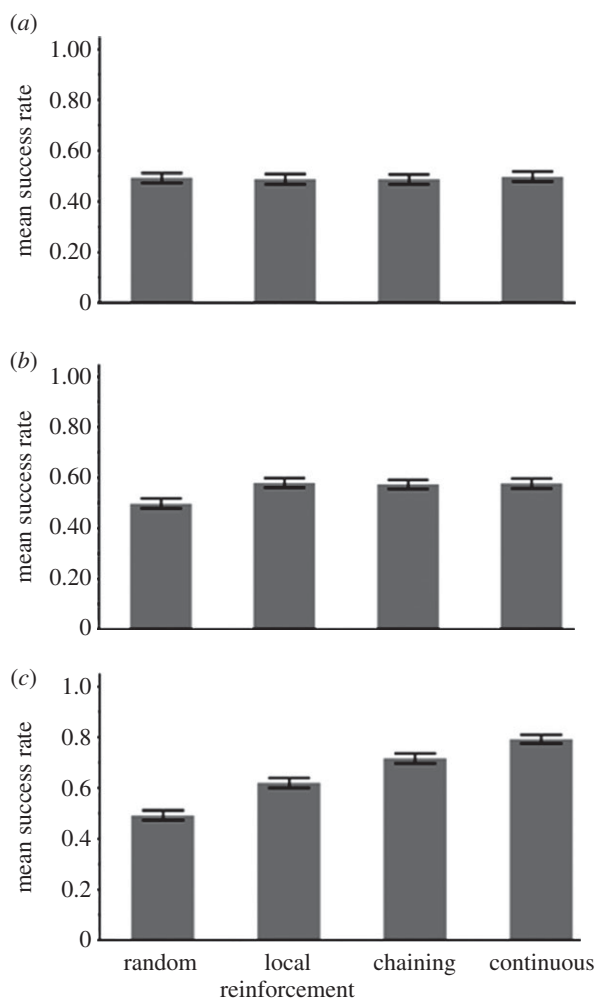 (a)
1.00
0.80
0.60
0.40
0.20
0
mean success rate
(b)
1.00
0.80
0.60
0.40
0.20
0
mean success rate
(c)
1.0
0.8
0.6
0.4
0.2
0
mean success rate
random
local
reinforcement
chaining
continuous